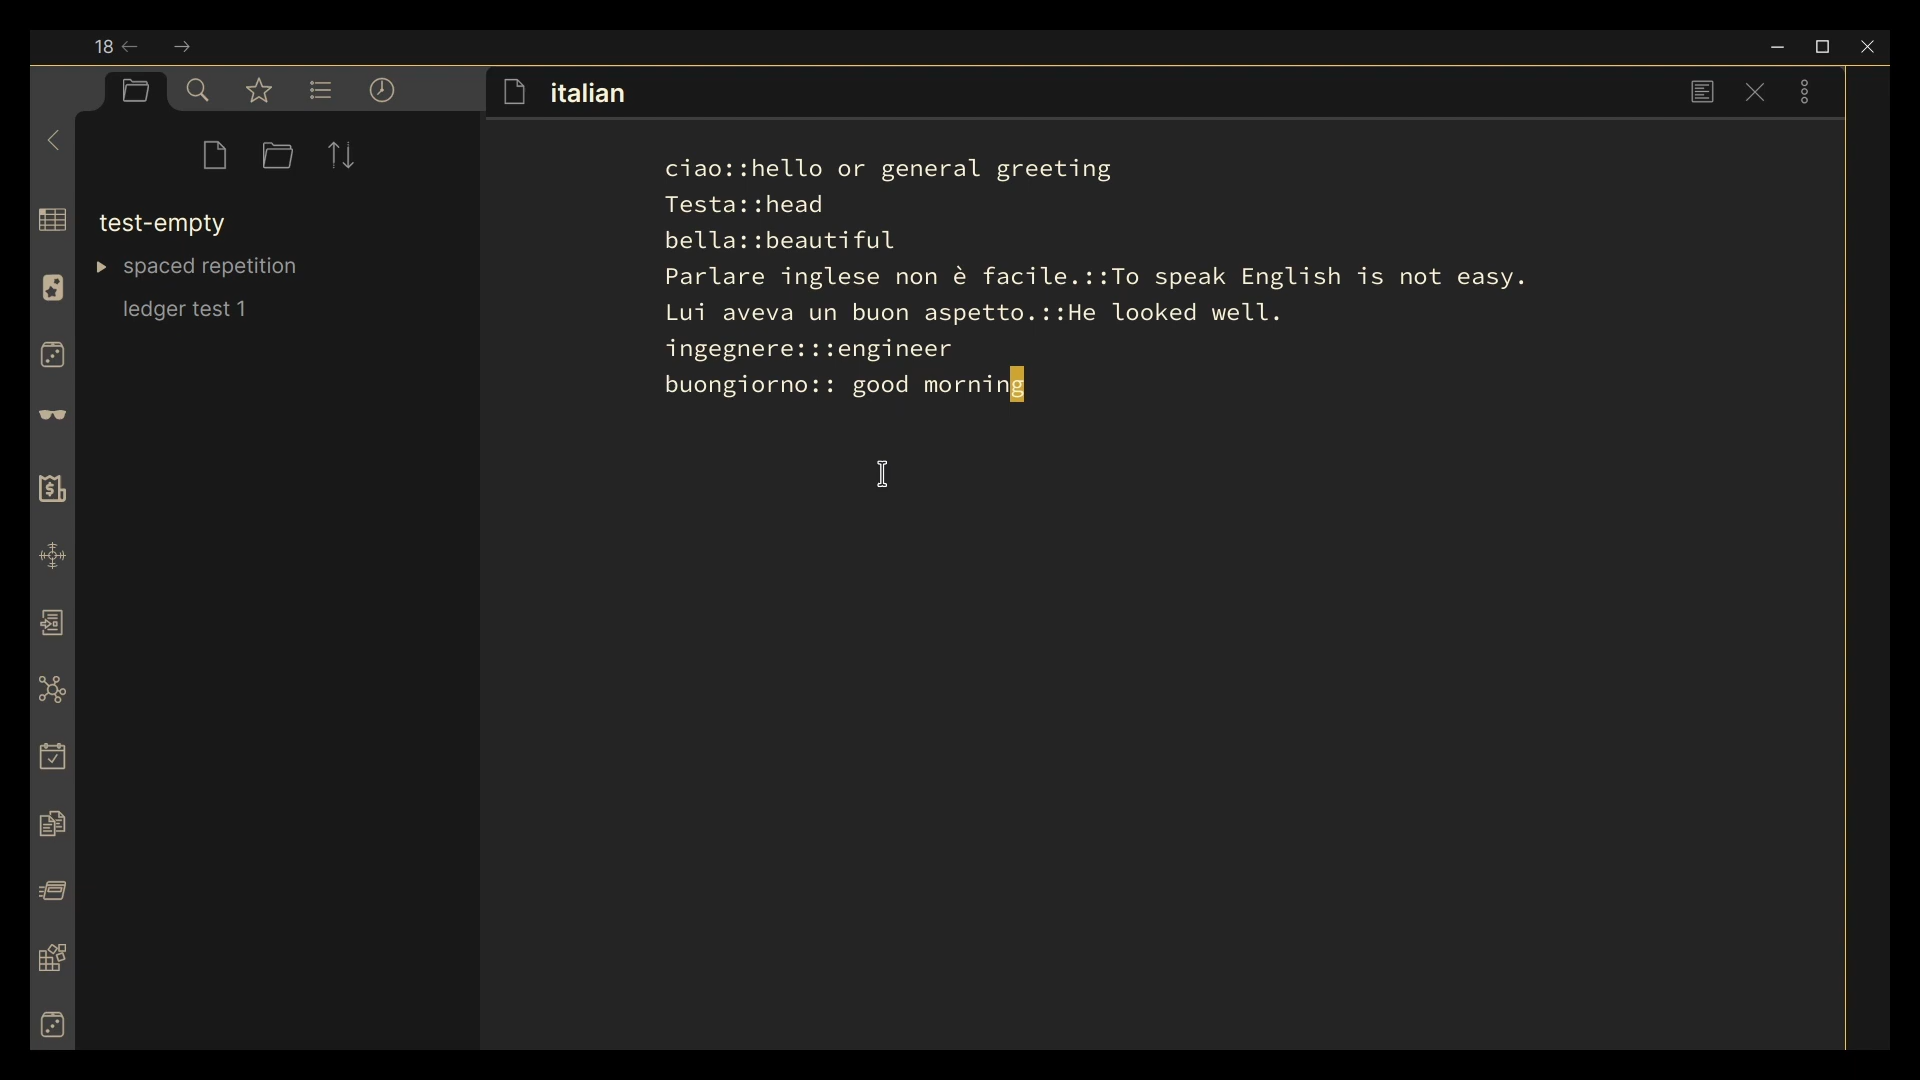 18
italian
test-empty
spaced repetition
ledger test 1
ciao::hello or general greeting
Testa::head
bella::beautiful
Parlare inglese non è facile.::To speak English is not easy.
Lui aveva un buon aspetto.::He looked well.
ingegnere:::engineer
buongiorno:: good morning